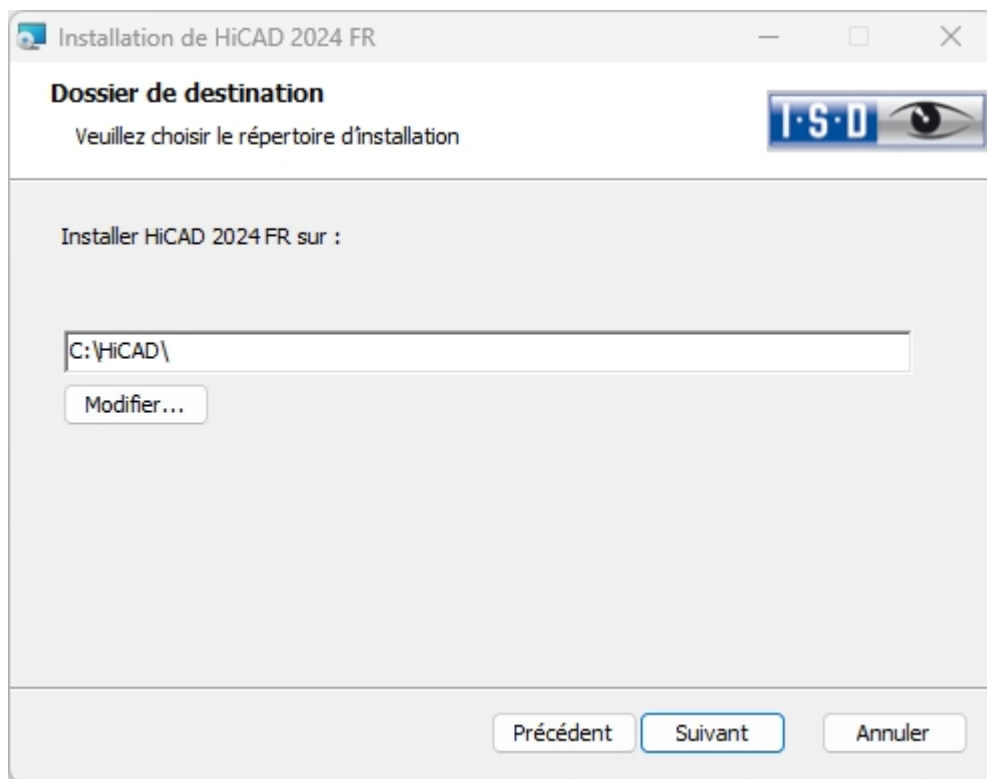 Installation de HiCAD 2024 FR
Dossier de destination
Veuillez choisir le répertoire d'installation
I·S·D
Installer HiCAD 2024 FR sur :
C:\HiCAD\
Modifier...
Précédent Suivant Annuler